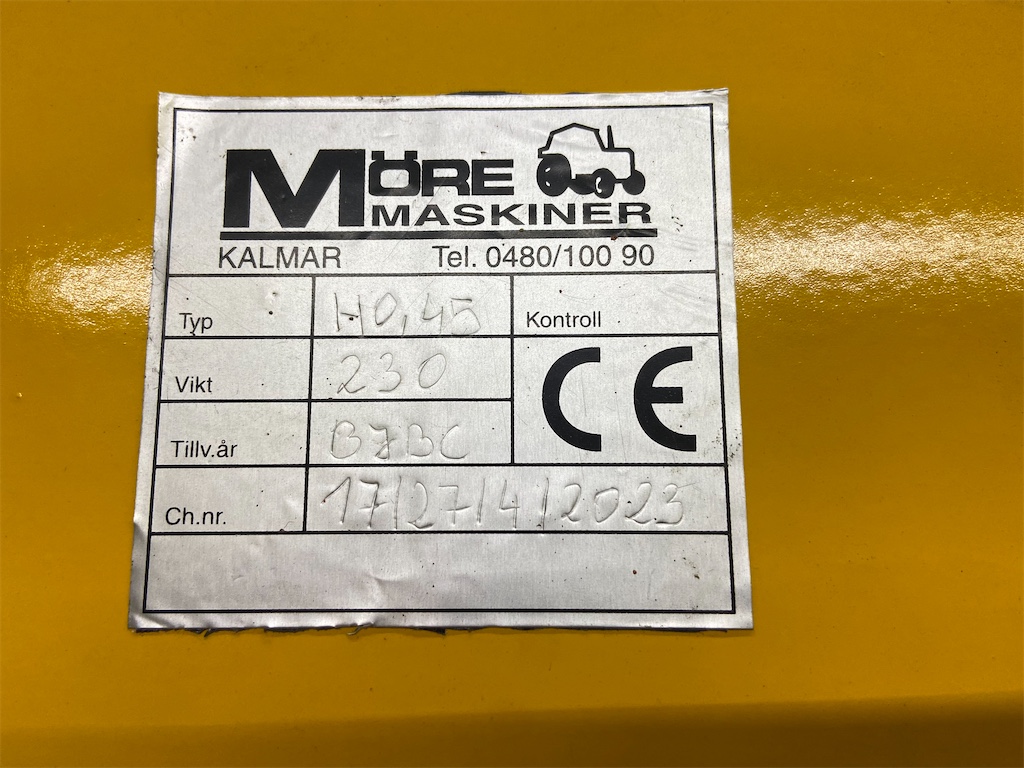 MÖRE
MASKINER
KALMAR Tel. 0480/100 90
Typ H0,45 Kontroll
Vikt 230
Tillv.år B7BC
Ch.nr. 17/27/4/2023
CE